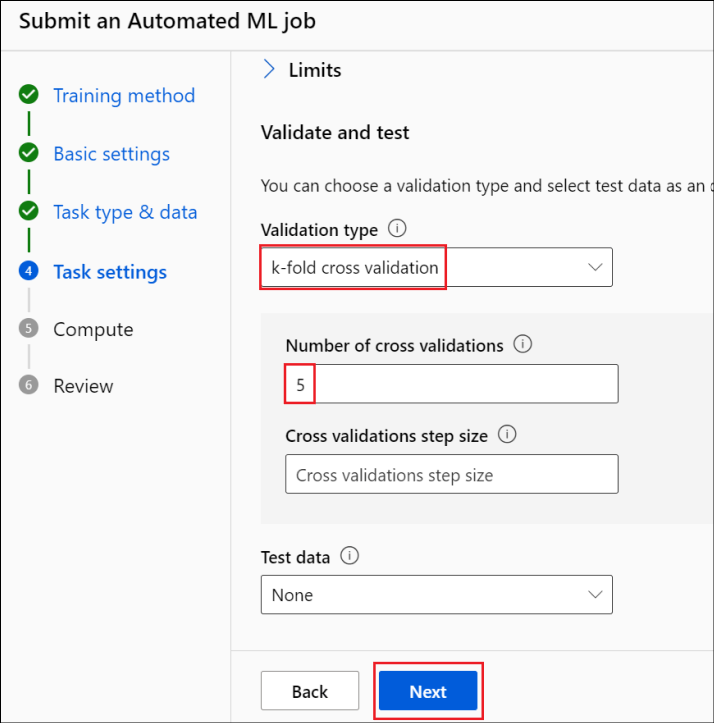 Submit an Automated ML job
Training method
Basic settings
Task type & data
4 Task settings
5 Compute
6 Review
Limits
Validate and test
You can choose a validation type and select test data as an
Validation type
k-fold cross validation
Number of cross validations
5
Cross validations step size
Cross validations step size
Test data
None
Back
Next